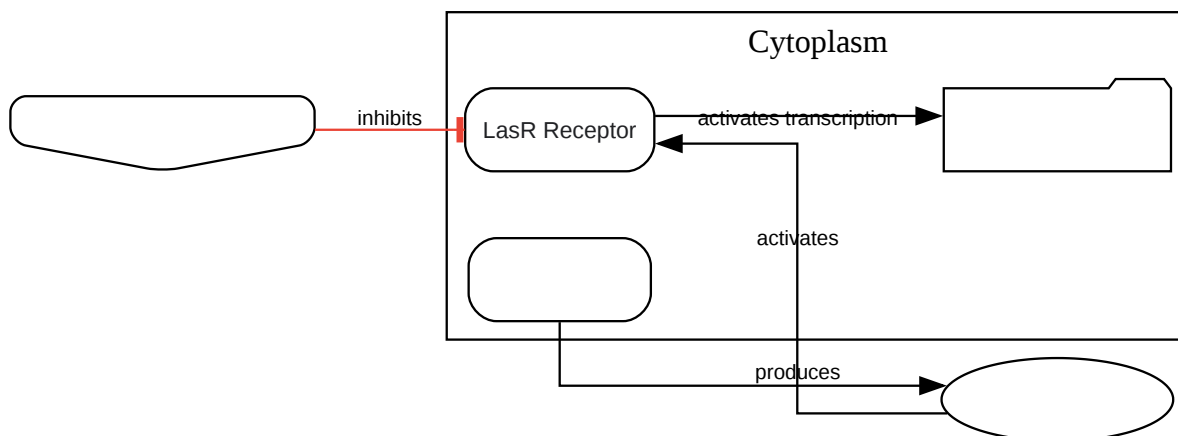 Cytoplasm
inhibits
LasR Receptor
activates transcription
activates
produces